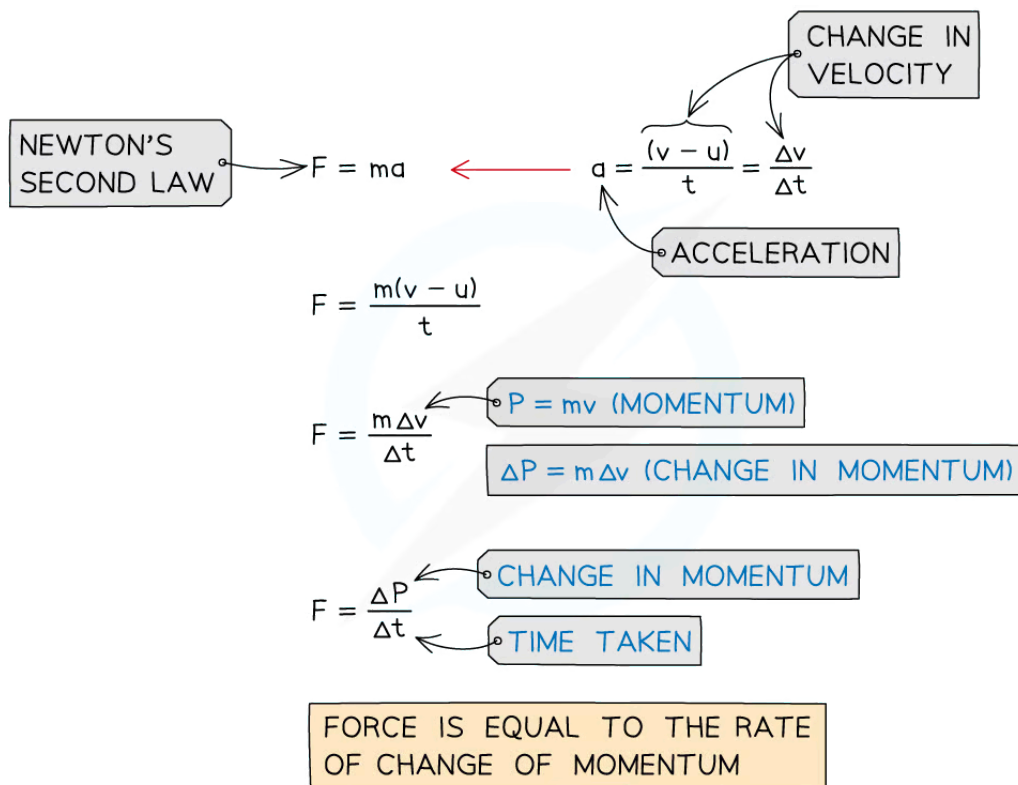 CHANGE IN
VELOCITY
NEWTON'S
SECOND LAW
F = ma
a = (v − u)/t = Δv/Δt
ACCELERATION
F = m(v − u)/t
F = mΔv/Δt
P = mv (MOMENTUM)
ΔP = mΔv (CHANGE IN MOMENTUM)
F = ΔP/Δt
CHANGE IN MOMENTUM
TIME TAKEN
FORCE IS EQUAL TO THE RATE
OF CHANGE OF MOMENTUM